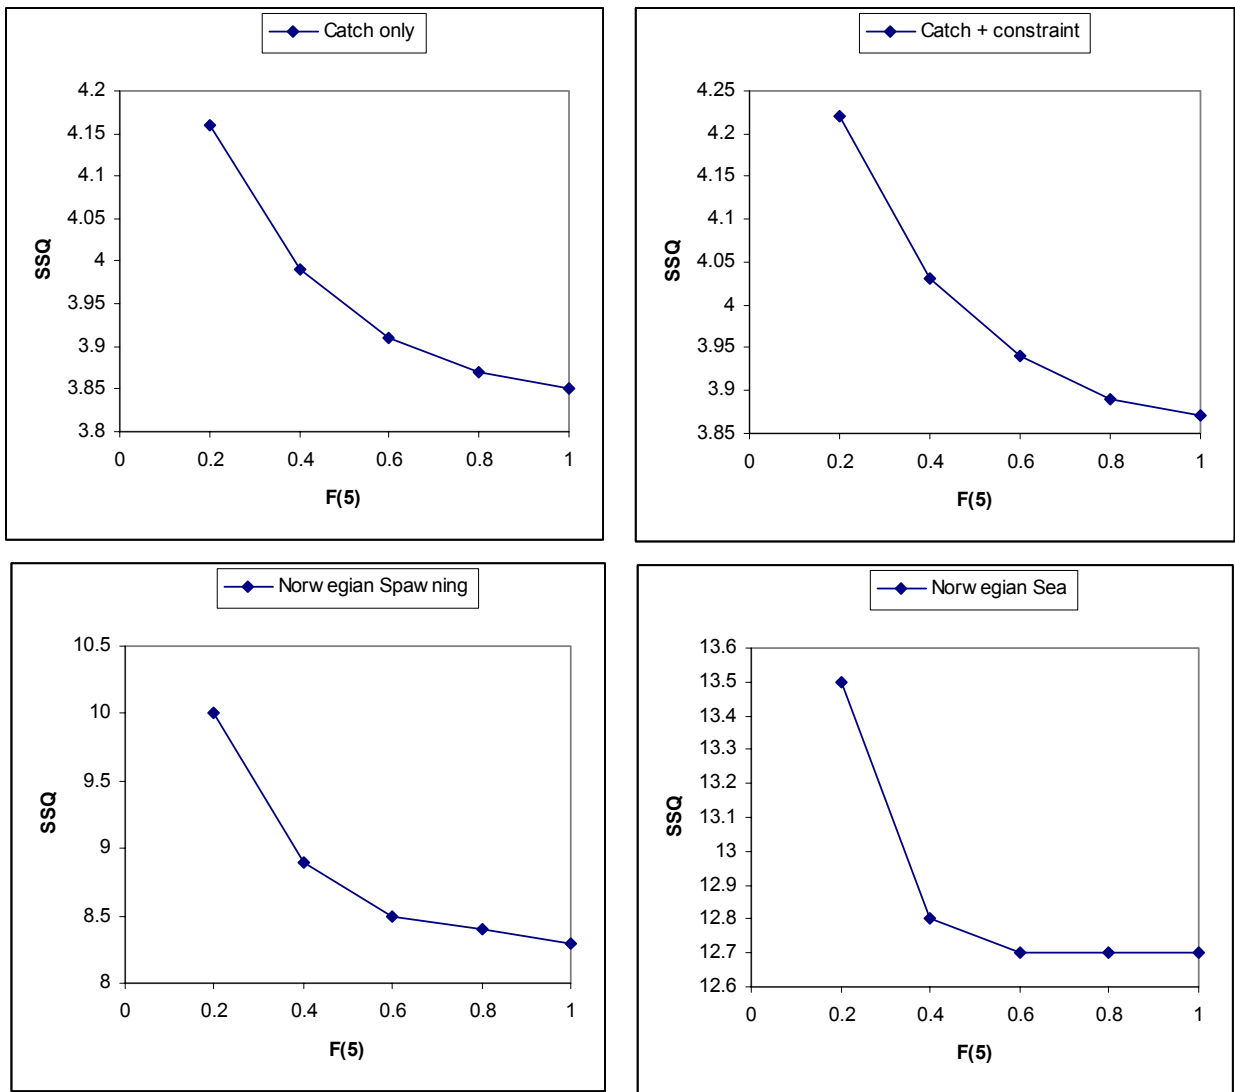 Catch only
4.2
4.15
4.1
4.05
4
3.95
3.9
3.85
3.8
SSQ
0 0.2 0.4 0.6 0.8 1
F(5)
Catch + constraint
4.25
4.2
4.15
4.1
4.05
4
3.95
3.9
3.85
SSQ
0 0.2 0.4 0.6 0.8 1
F(5)
Norwegian Spawning
10.5
10
9.5
9
8.5
8
SSQ
0 0.2 0.4 0.6 0.8 1
F(5)
Norwegian Sea
13.6
13.5
13.4
13.3
13.2
13.1
13
12.9
12.8
12.7
12.6
SSQ
0 0.2 0.4 0.6 0.8 1
F(5)